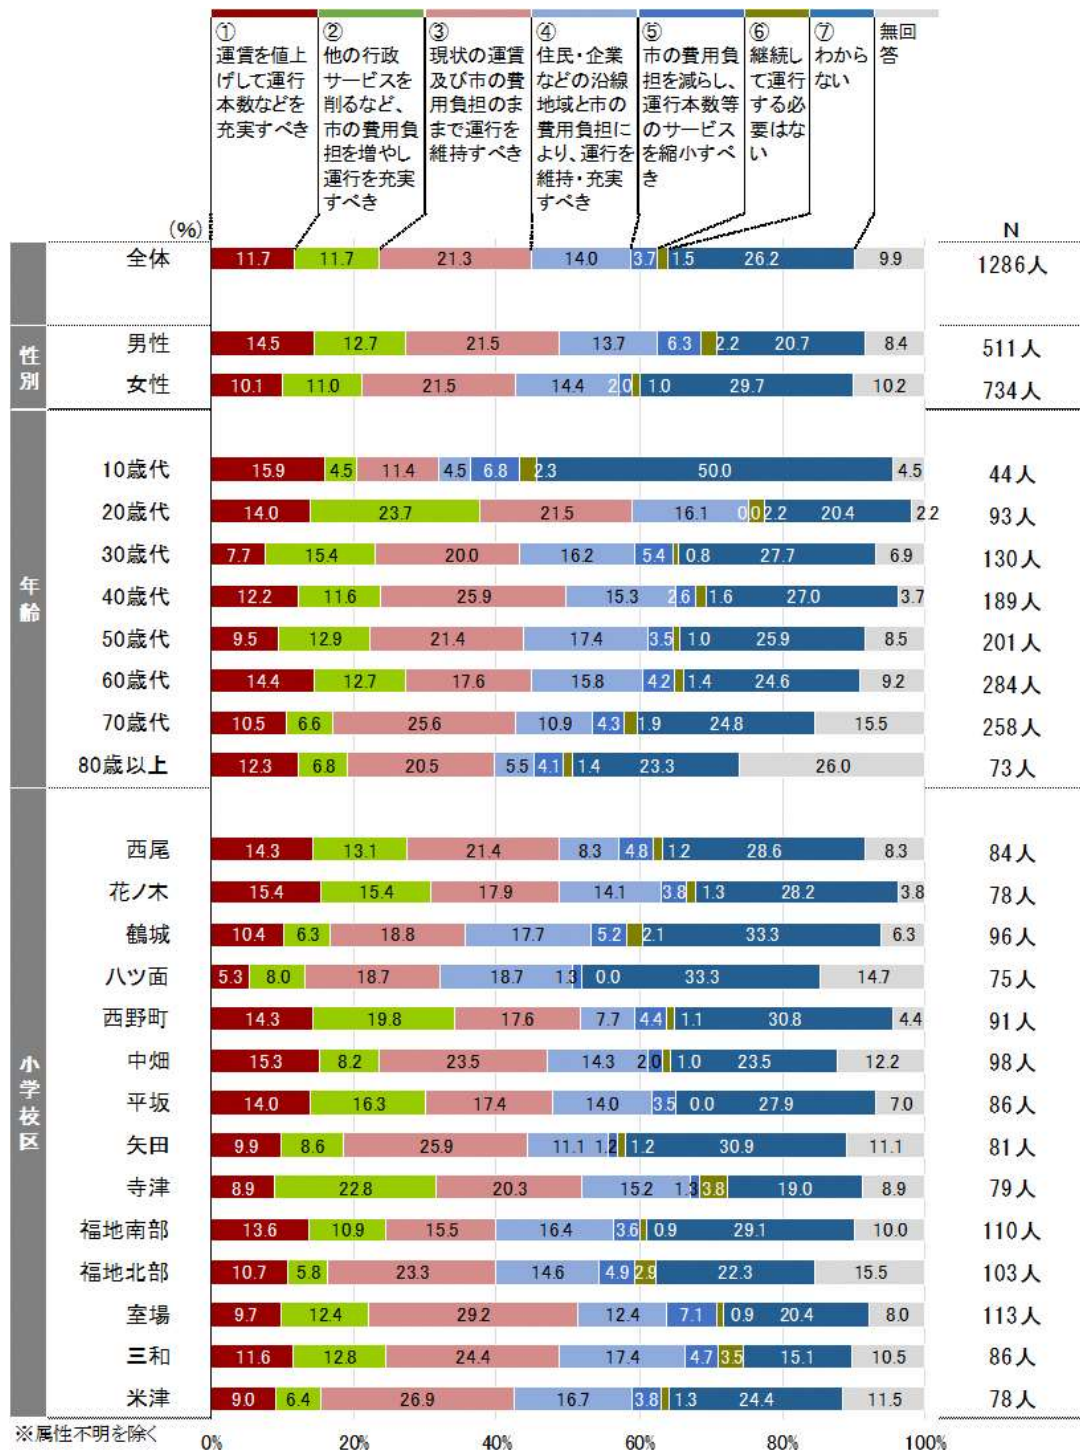 ①
運賃を値上
げして運行
本数などを
充実すべき
②
他の行政
サービスを
削るなど、
市の費用負
担を増やし
運行を充実
すべき
③
現状の運賃
及び市の費
用負担のま
まで運行を
維持すべき
④
住民・企業
などの沿線
地域と市の
費用負担に
より、運行を
維持・充実
すべき
⑤
市の費用負
担を減らし、
運行本数等
のサービス
を縮小すべ
き
⑥
継続し
て運行
する必
要はな
い
⑦
わから
ない
無回
答
(%) N
全体 11.7 11.7 21.3 14.0 3.7 1.5 26.2 9.9 1286人
性別
男性 14.5 12.7 21.5 13.7 6.3 2.2 20.7 8.4 511人
女性 10.1 11.0 21.5 14.4 2.0 1.0 29.7 10.2 734人
年齢
10歳代 15.9 4.5 11.4 4.5 6.8 2.3 50.0 4.5 44人
20歳代 14.0 23.7 21.5 16.1 0.0 2.2 20.4 2.2 93人
30歳代 7.7 15.4 20.0 16.2 5.4 0.8 27.7 6.9 130人
40歳代 12.2 11.6 25.9 15.3 2.6 1.6 27.0 3.7 189人
50歳代 9.5 12.9 21.4 17.4 3.5 1.0 25.9 8.5 201人
60歳代 14.4 12.7 17.6 15.8 4.2 1.4 24.6 9.2 284人
70歳代 10.5 6.6 25.6 10.9 4.3 1.9 24.8 15.5 258人
80歳以上 12.3 6.8 20.5 5.5 4.1 1.4 23.3 26.0 73人
小学校区
西尾 14.3 13.1 21.4 8.3 4.8 1.2 28.6 8.3 84人
花ノ木 15.4 15.4 17.9 14.1 3.8 1.3 28.2 3.8 78人
鶴城 10.4 6.3 18.8 17.7 5.2 2.1 33.3 6.3 96人
八ツ面 5.3 8.0 18.7 18.7 1.3 0.0 33.3 14.7 75人
西野町 14.3 19.8 17.6 7.7 4.4 1.1 30.8 4.4 91人
中畑 15.3 8.2 23.5 14.3 2.0 1.0 23.5 12.2 98人
平坂 14.0 16.3 17.4 14.0 3.5 0.0 27.9 7.0 86人
矢田 9.9 8.6 25.9 11.1 1.2 1.2 30.9 11.1 81人
寺津 8.9 22.8 20.3 15.2 1.3 3.8 19.0 8.9 79人
福地南部 13.6 10.9 15.5 16.4 3.6 0.9 29.1 10.0 110人
福地北部 10.7 5.8 23.3 14.6 4.9 2.9 22.3 15.5 103人
室場 9.7 12.4 29.2 12.4 7.1 0.9 20.4 8.0 113人
三和 11.6 12.8 24.4 17.4 4.7 3.5 15.1 10.5 86人
米津 9.0 6.4 26.9 16.7 3.8 1.3 24.4 11.5 78人
※属性不明を除く
0% 20% 40% 60% 80% 100%